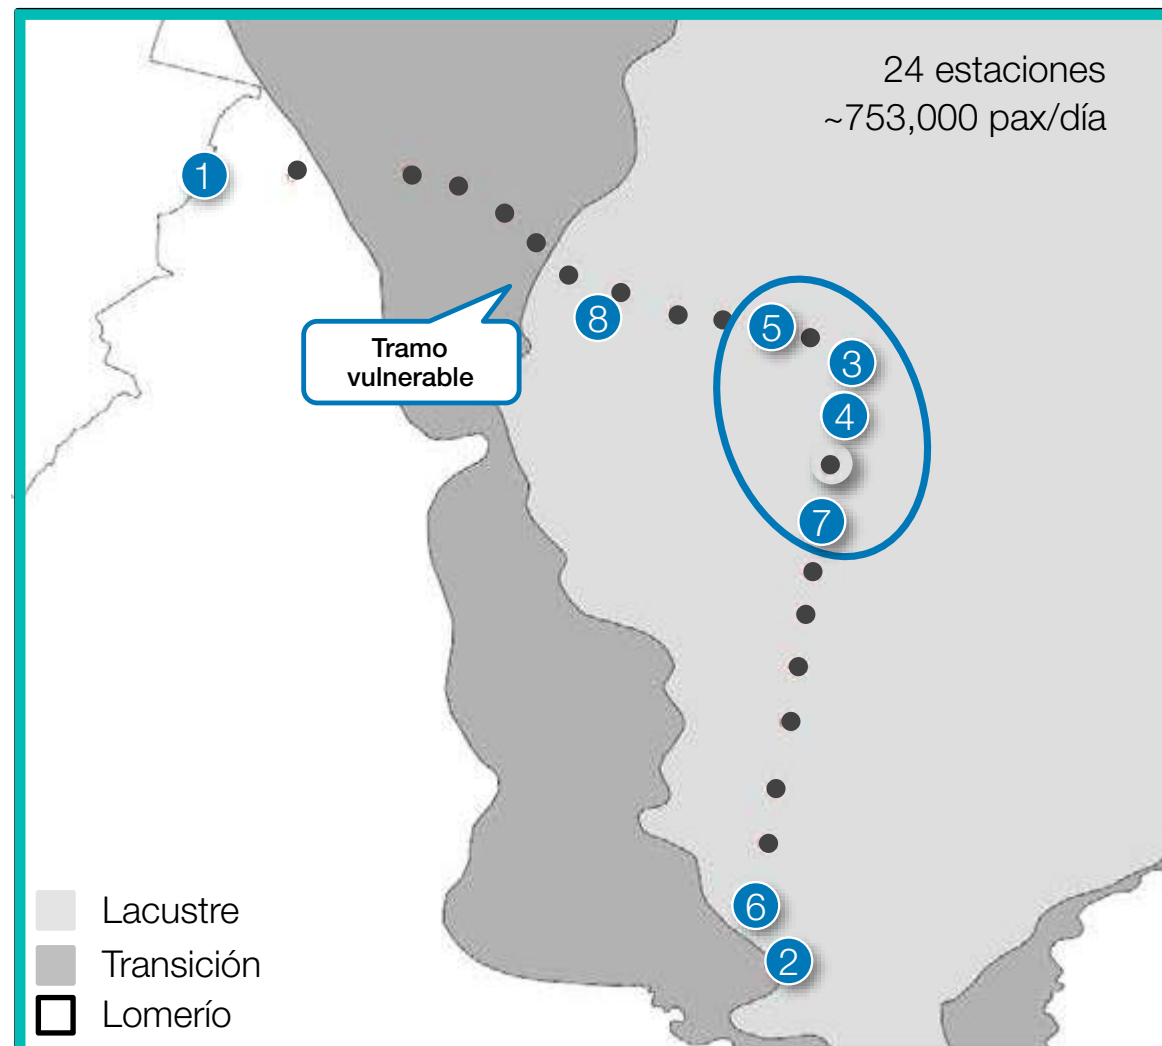 24 estaciones
~753,000 pax/día
1
8
5
3
4
7
6
2
Tramo
vulnerable
Lacustre
Transición
Lomerío